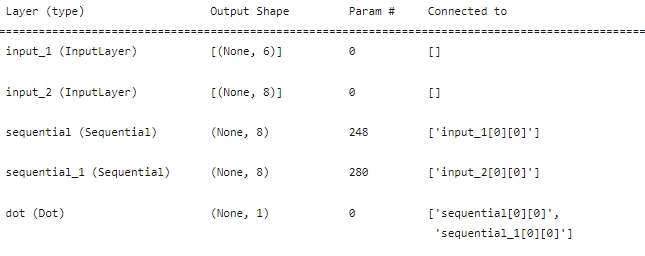 Layer (type) Output Shape Param # Connected to
==================================================================================================
input_1 (InputLayer) [(None, 6)] 0 []
input_2 (InputLayer) [(None, 8)] 0 []
sequential (Sequential) (None, 8) 248 ['input_1[0][0]']
sequential_1 (Sequential) (None, 8) 280 ['input_2[0][0]']
dot (Dot) (None, 1) 0 ['sequential[0][0]',
'sequential_1[0][0]']